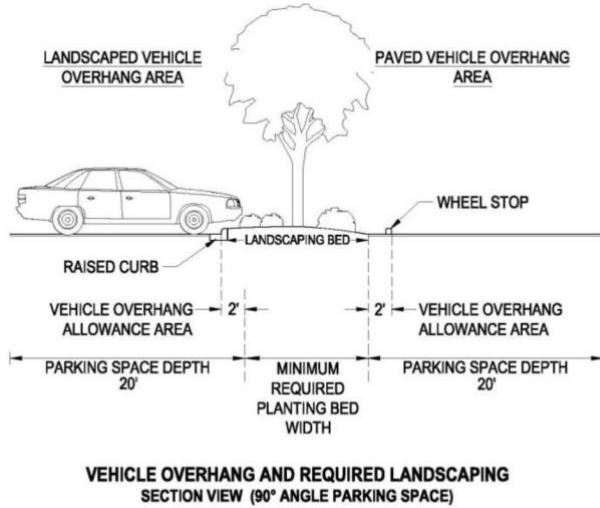 LANDSCAPED VEHICLE
OVERHANG AREA
PAVED VEHICLE OVERHANG
AREA
WHEEL STOP
LANDSCAPING BED
RAISED CURB
VEHICLE OVERHANG
ALLOWANCE AREA
2'
2'
VEHICLE OVERHANG
ALLOWANCE AREA
PARKING SPACE DEPTH
20'
MINIMUM
REQUIRED
PLANTING BED
WIDTH
PARKING SPACE DEPTH
20'
VEHICLE OVERHANG AND REQUIRED LANDSCAPING
SECTION VIEW (90° ANGLE PARKING SPACE)